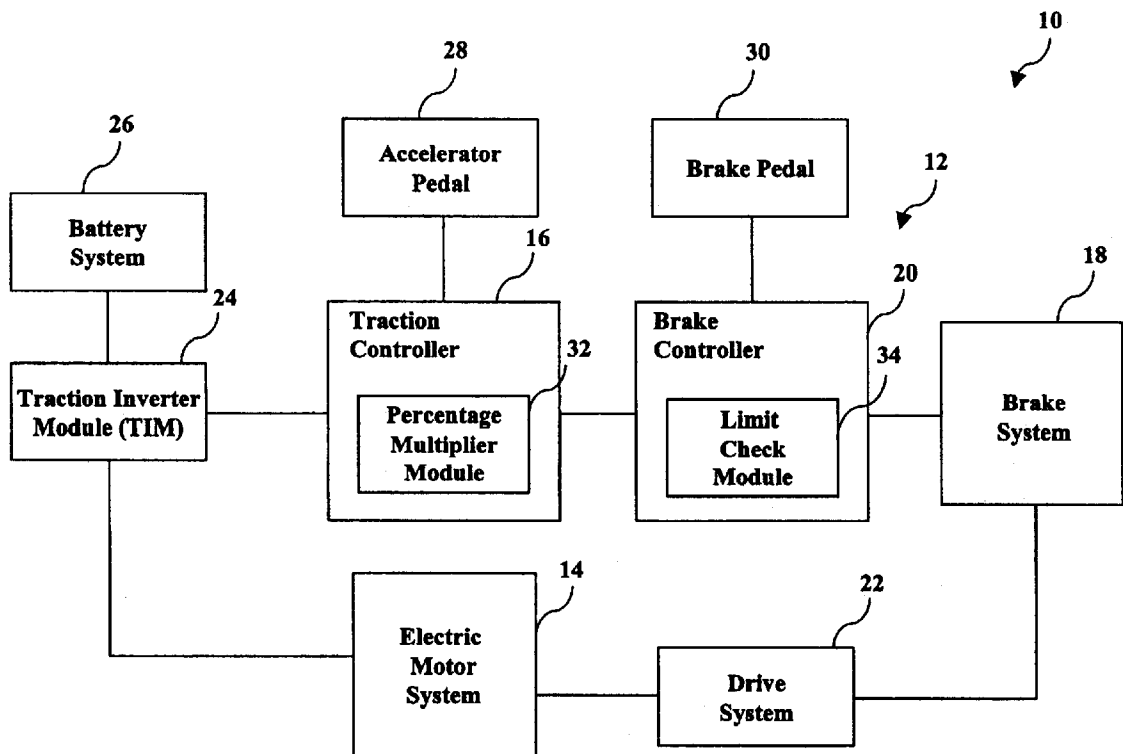 10
28
30
26
Accelerator
Pedal
Brake Pedal
12
Battery
System
16
18
24
20
Traction
Controller
Brake
Controller
32
34
Traction Inverter
Module (TIM)
Percentage
Multiplier
Module
Limit
Check
Module
Brake
System
14
22
Electric
Motor
System
Drive
System